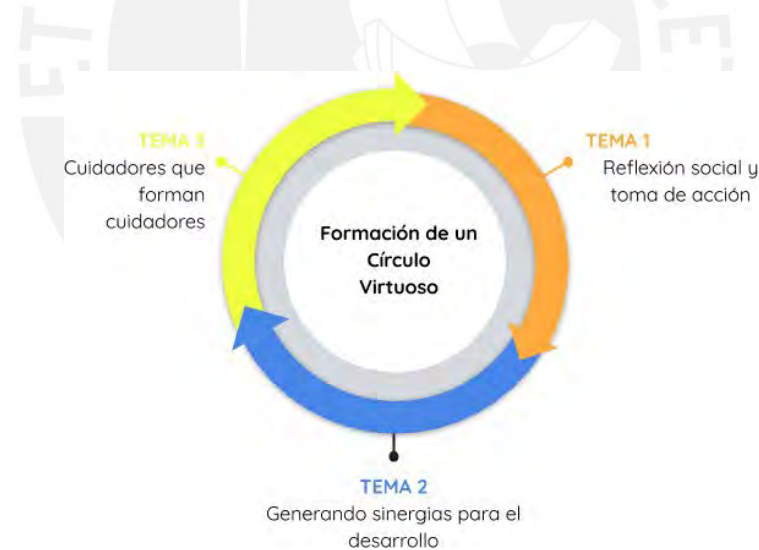 TEMA 3
Cuidadores que
forman
cuidadores
TEMA 1
Reflexión social y
toma de acción
Formación de un
Círculo
Virtuoso
TEMA 2
Generando sinergias para el
desarrollo